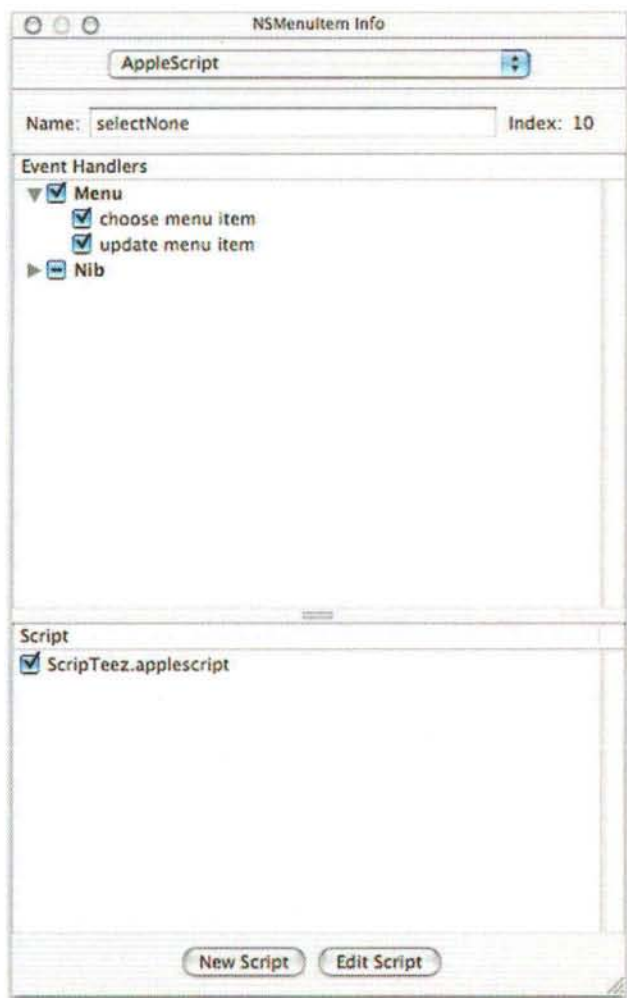 NSMenuItem Info
AppleScript
Name: selectNone Index: 10
Event Handlers
Menu
choose menu item
update menu item
Nib
Script
ScripTeez.applescript
New Script Edit Script